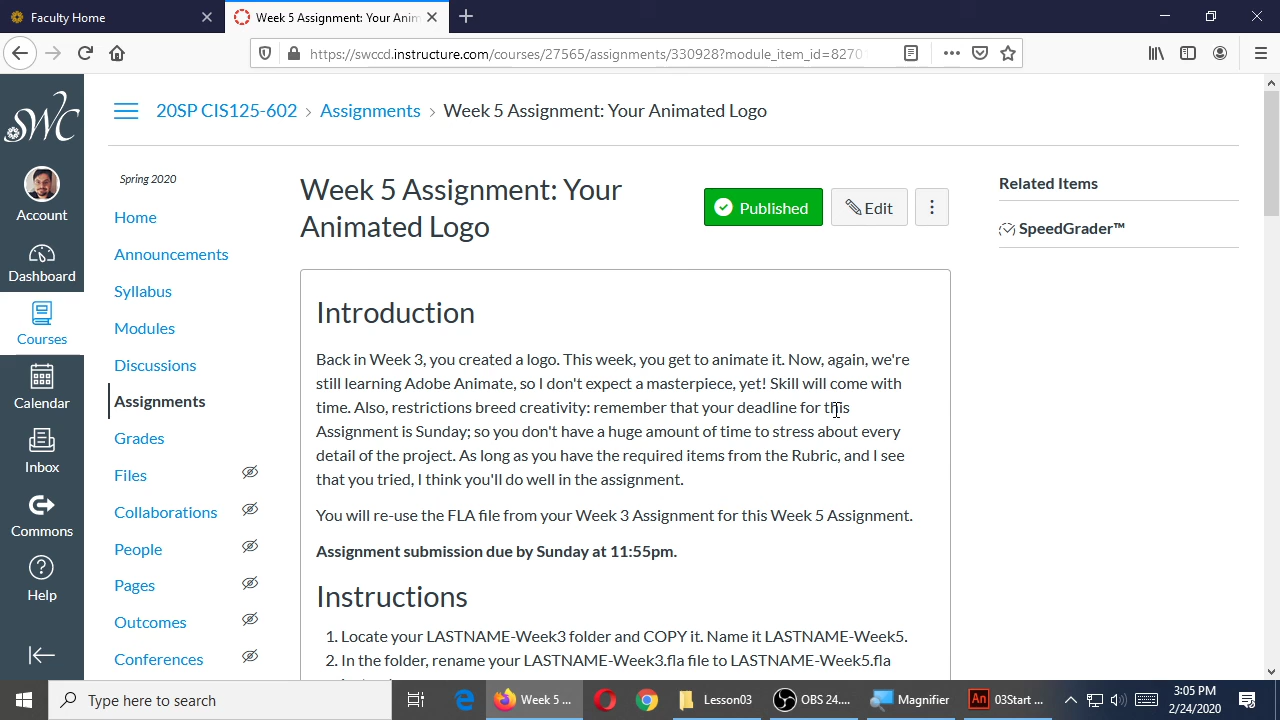 Faculty Home
Week 5 Assignment: Your Anim
https://swccd.instructure.com/courses/27565/assignments/330928?module_item_id=8270
SWC
20SP CIS125-602 › Assignments › Week 5 Assignment: Your Animated Logo
Account
Dashboard
Courses
Calendar
Inbox
Commons
Help
Spring 2020
Home
Announcements
Syllabus
Modules
Discussions
Assignments
Grades
Files
Collaborations
People
Pages
Outcomes
Conferences
Week 5 Assignment: Your
Animated Logo
Published
Edit
Related Items
SpeedGrader™
Introduction
Back in Week 3, you created a logo. This week, you get to animate it. Now, again, we're
still learning Adobe Animate, so I don't expect a masterpiece, yet! Skill will come with
time. Also, restrictions breed creativity: remember that your deadline for this
Assignment is Sunday; so you don't have a huge amount of time to stress about every
detail of the project. As long as you have the required items from the Rubric, and I see
that you tried, I think you'll do well in the assignment.
You will re-use the FLA file from your Week 3 Assignment for this Week 5 Assignment.
Assignment submission due by Sunday at 11:55pm.
Instructions
1. Locate your LASTNAME-Week3 folder and COPY it. Name it LASTNAME-Week5.
2. In the folder, rename your LASTNAME-Week3.fla file to LASTNAME-Week5.fla
Type here to search
Week 5 ...
Lesson03
OBS 24....
Magnifier
An
03Start ...
3:05 PM
2/24/2020